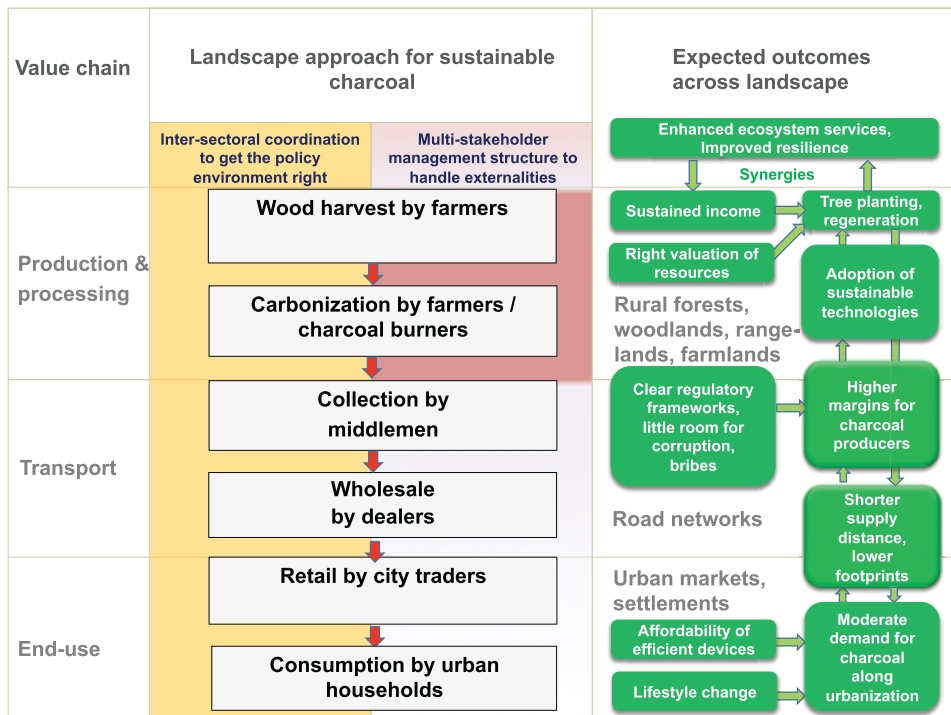 Value chain
Landscape approach for sustainable
charcoal
Expected outcomes
across landscape
Inter-sectoral coordination
to get the policy
environment right
Multi-stakeholder
management structure to
handle externalities
Enhanced ecosystem services,
Improved resilience
Synergies
Production &
processing
Wood harvest by farmers
Carbonization by farmers /
charcoal burners
Sustained income
Tree planting,
regeneration
Right valuation of
resources
Adoption of
sustainable
technologies
Rural forests,
woodlands, range-
lands, farmlands
Transport
Collection by
middlemen
Wholesale
by dealers
Clear regulatory
frameworks,
little room for
corruption,
bribes
Higher
margins for
charcoal
producers
Road networks
Shorter
supply
distance,
lower
footprints
End-use
Retail by city traders
Consumption by urban
households
Urban markets,
settlements
Affordability of
efficient devices
Lifestyle change
Moderate
demand for
charcoal
along
urbanization